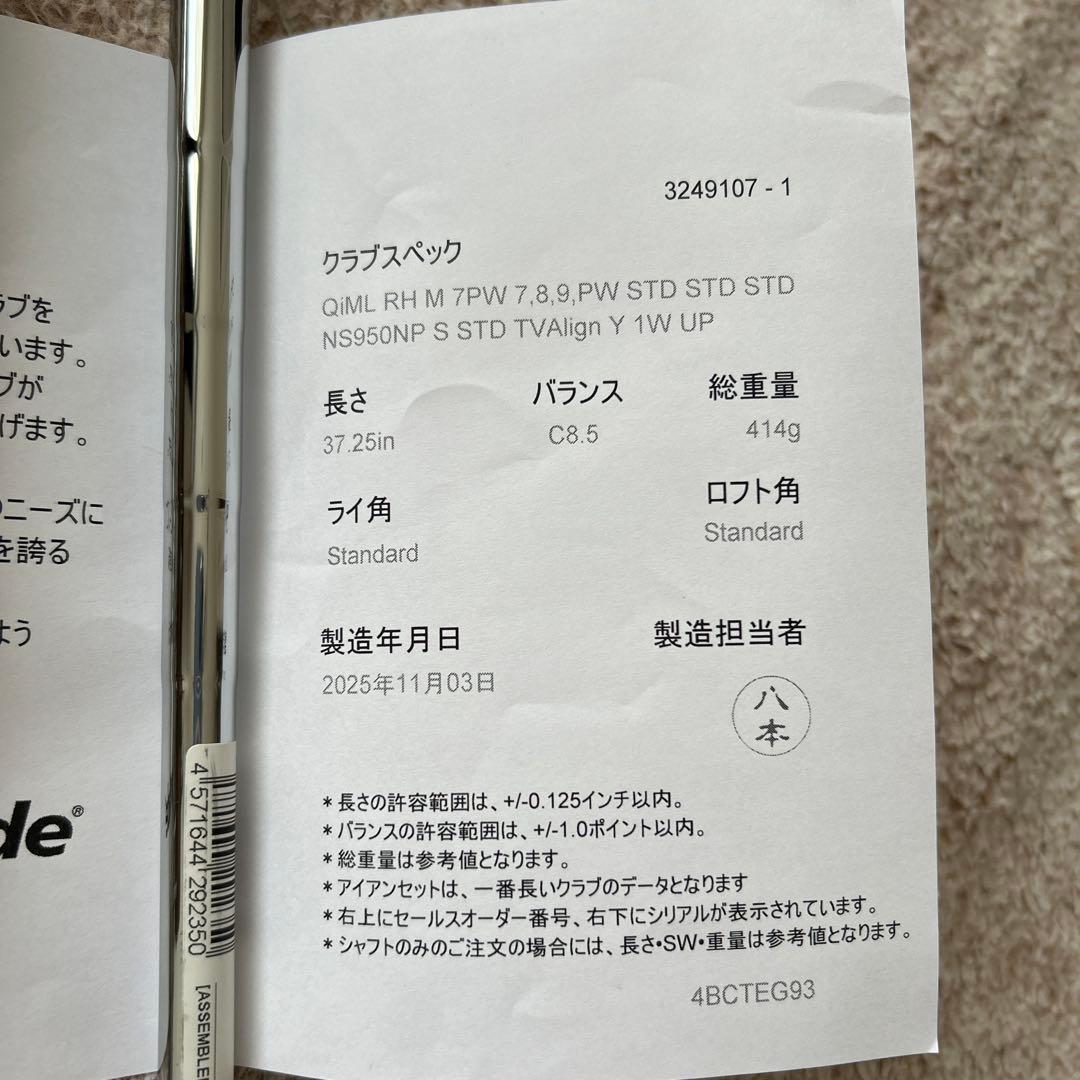 ラブを
います。
ブが
げます。
ニーズに
を誇る
よう
de®
4 571644 292350
[ASSEMBLE
3249107 - 1
クラブスペック
QiML RH M 7PW 7,8,9,PW STD STD STD
NS950NP S STD TVAlign Y 1W UP
長さ バランス 総重量
37.25in C8.5 414g
ライ角 ロフト角
Standard Standard
製造年月日 製造担当者
2025年11月03日
八本
*長さの許容範囲は、+/-0.125インチ以内。
*バランスの許容範囲は、+/-1.0ポイント以内。
*総重量は参考値となります。
*アイアンセットは、一番長いクラブのデータとなります
*右上にセールスオーダー番号、右下にシリアルが表示されています。
*シャフトのみのご注文の場合には、長さ・SW・重量は参考値となります。
4BCTEG93